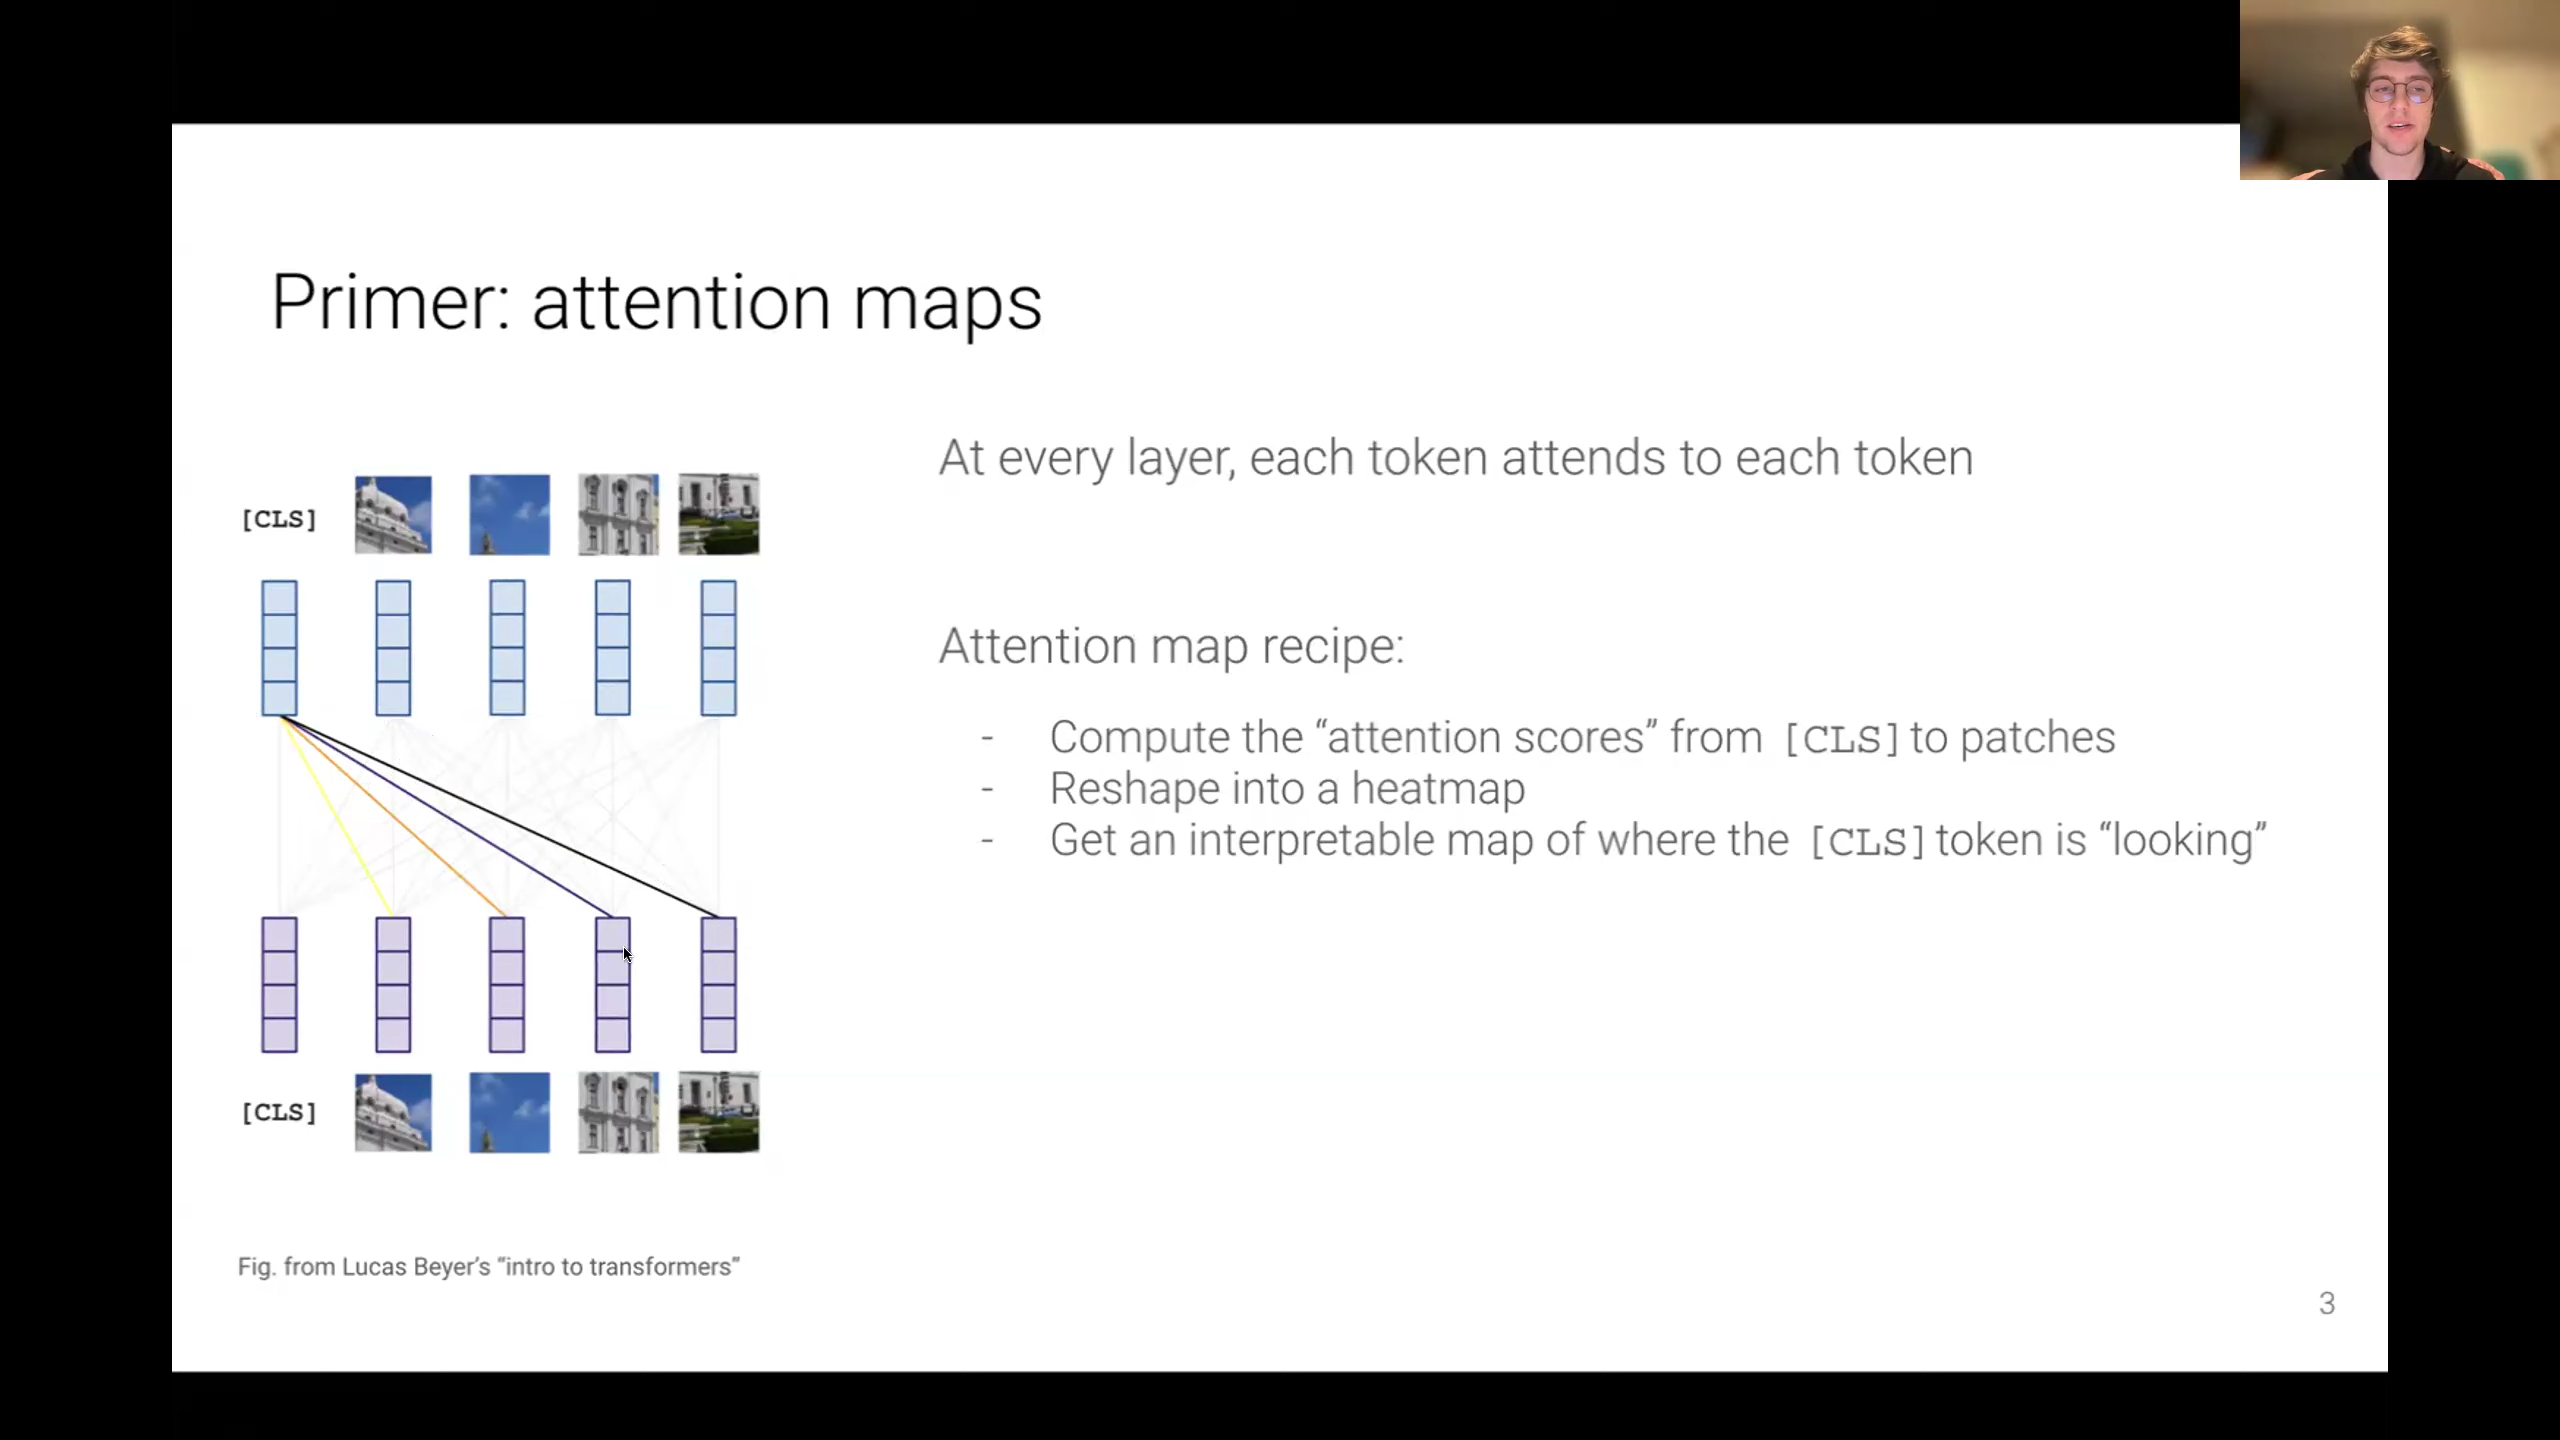 Primer: attention maps
[CLS]
At every layer, each token attends to each token
Attention map recipe:
- Compute the “attention scores” from [CLS] to patches
- Reshape into a heatmap
- Get an interpretable map of where the [CLS] token is “looking”
[CLS]
Fig. from Lucas Beyer’s “intro to transformers”
3